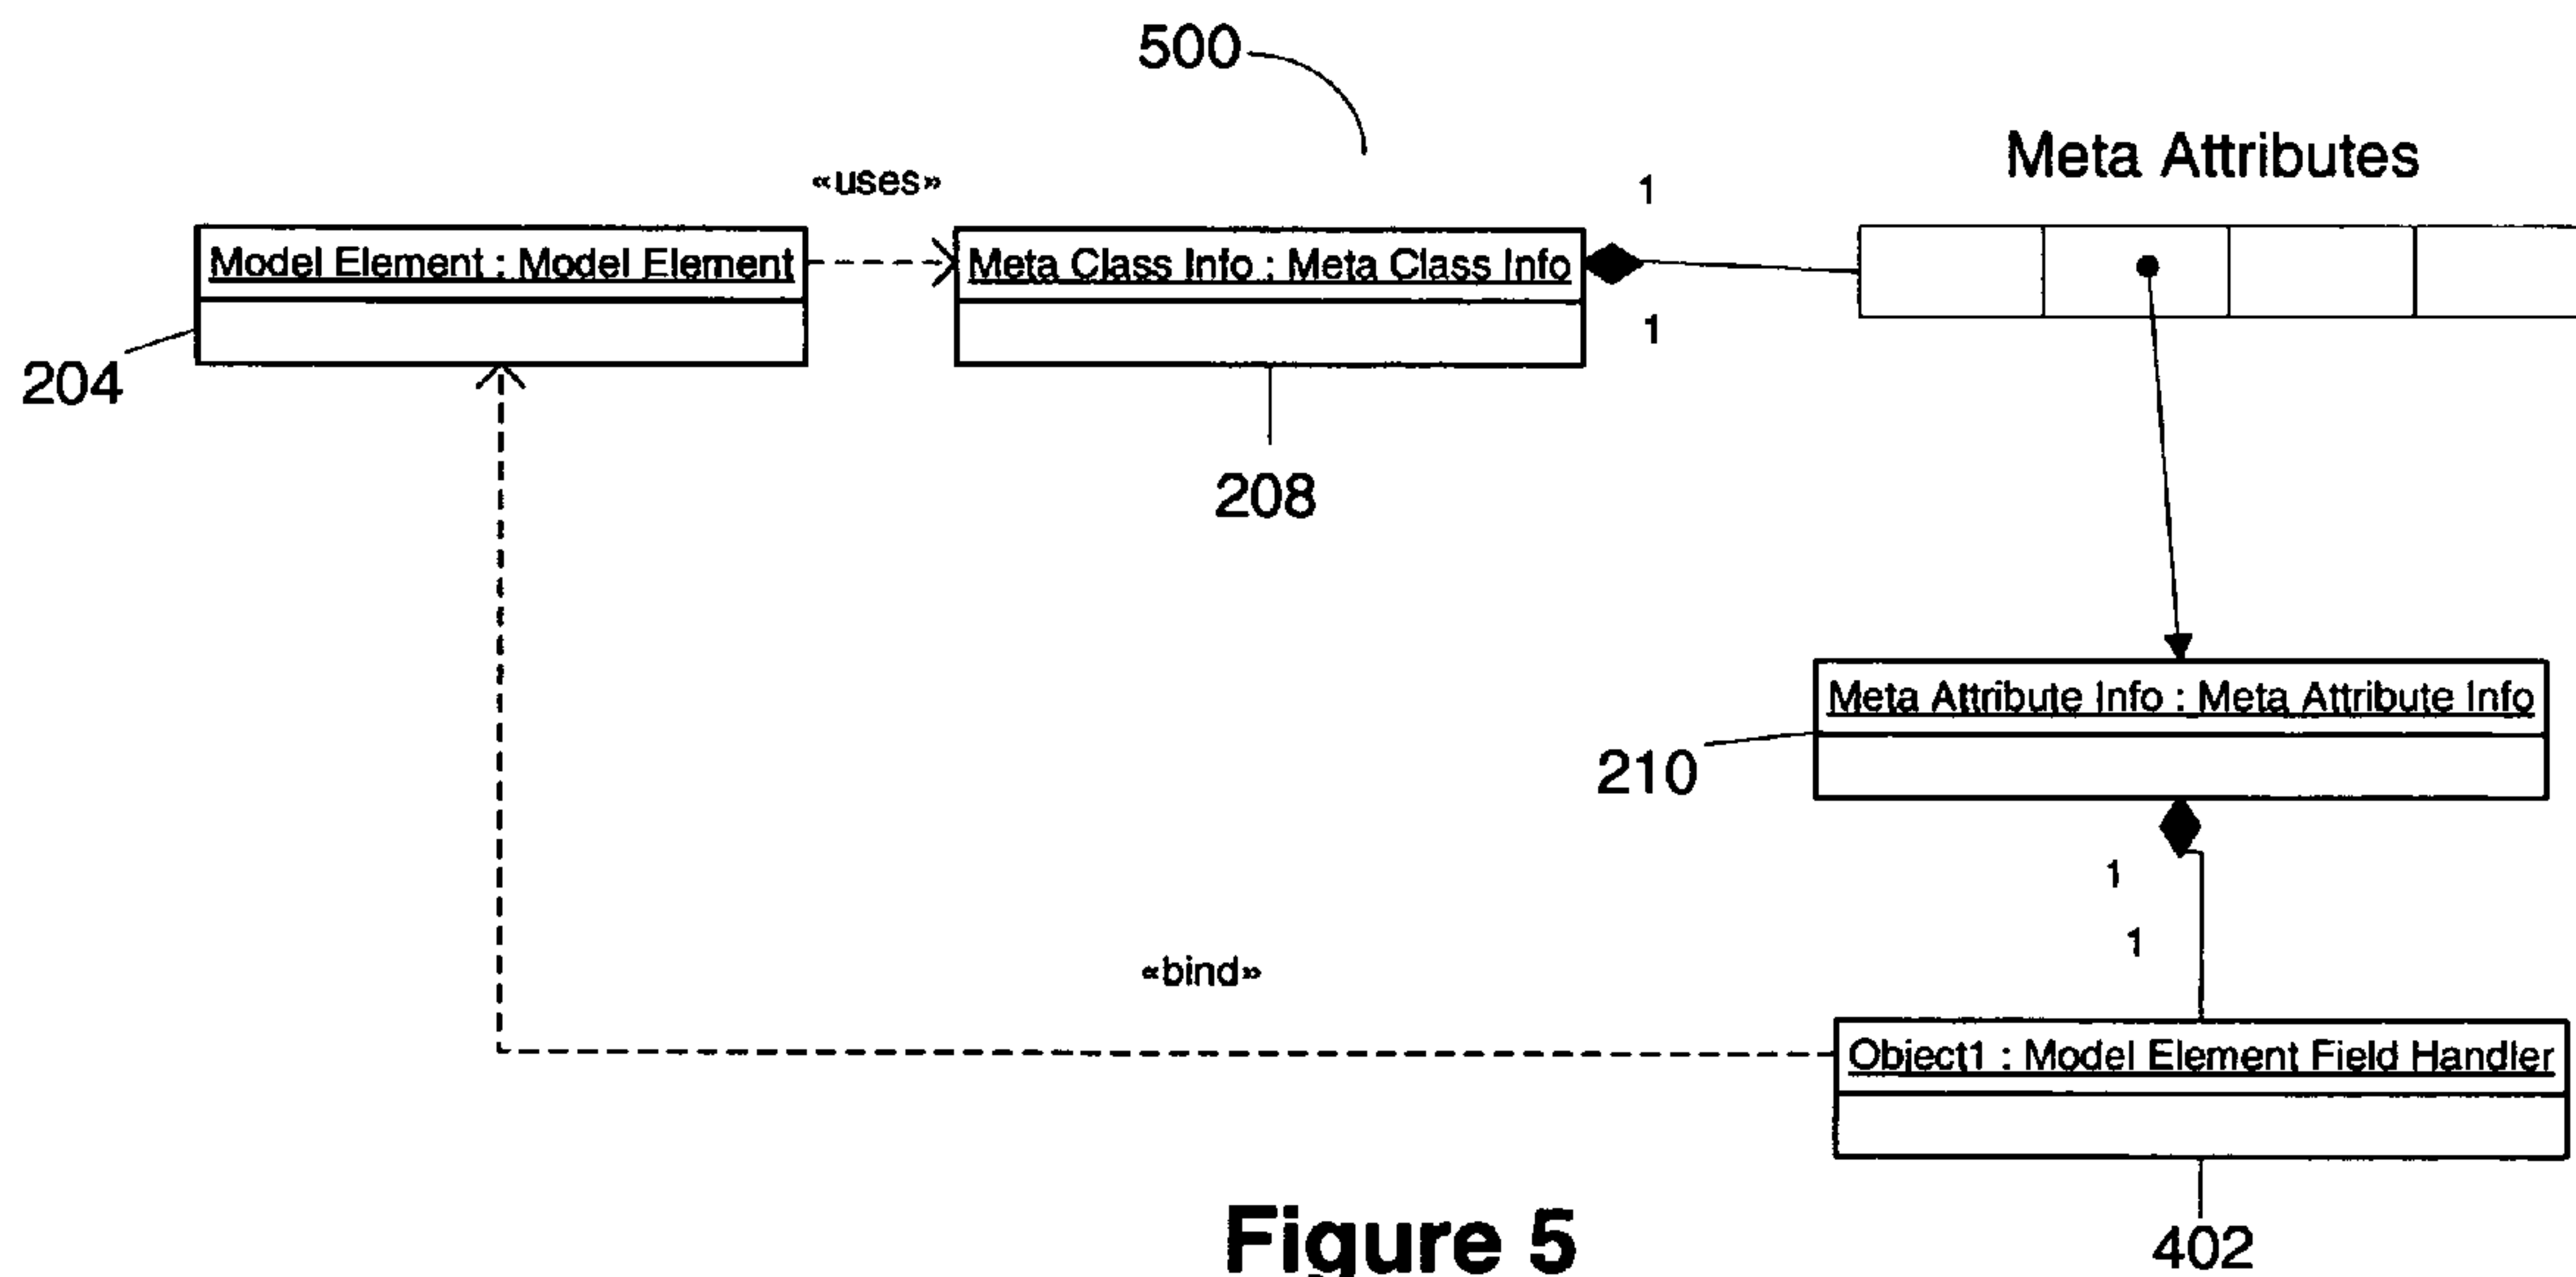 500
Meta Attributes
«uses»
1
Model Element : Model Element
Meta Class Info : Meta Class Info
1
204
208
Meta Attribute Info : Meta Attribute Info
210
1
1
«bind»
Object1 : Model Element Field Handler
Figure 5
402